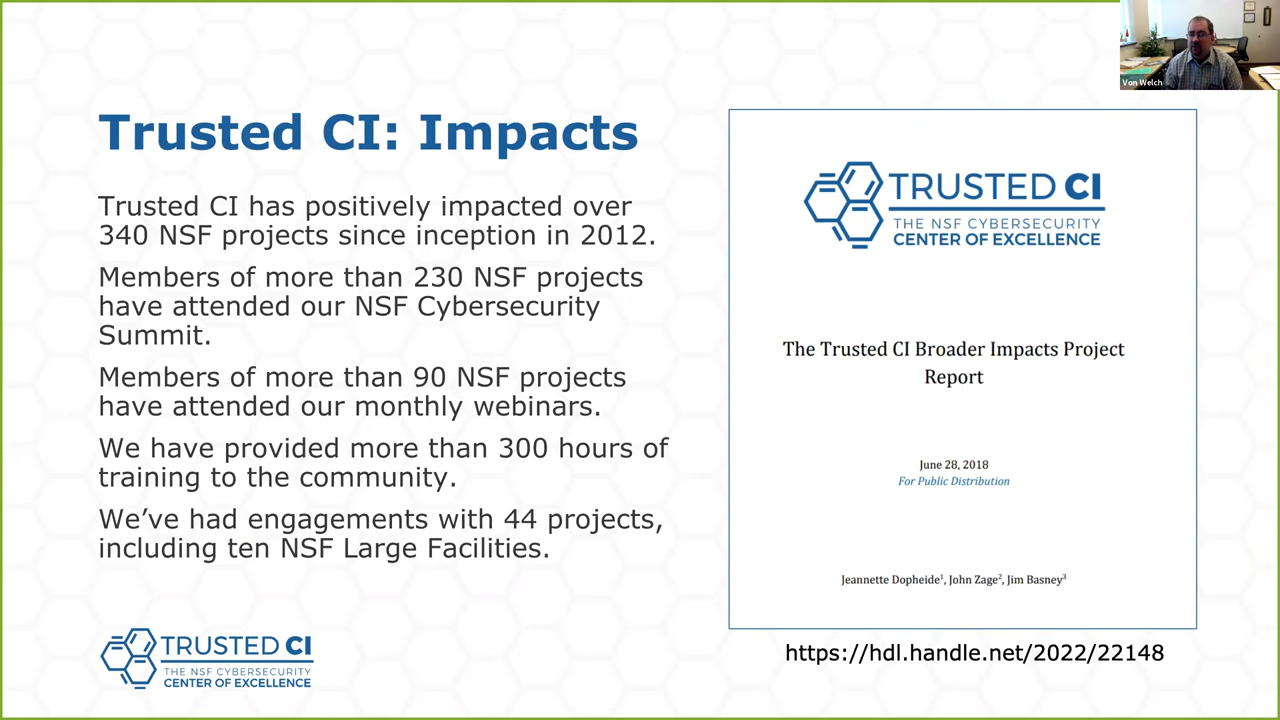 Von Welch
Trusted CI: Impacts
Trusted CI has positively impacted over
340 NSF projects since inception in 2012.
Members of more than 230 NSF projects
have attended our NSF Cybersecurity
Summit.
Members of more than 90 NSF projects
have attended our monthly webinars.
We have provided more than 300 hours of
training to the community.
We’ve had engagements with 44 projects,
including ten NSF Large Facilities.
TRUSTED CI
THE NSF CYBERSECURITY
CENTER OF EXCELLENCE
The Trusted CI Broader Impacts Project
Report
June 28, 2018
For Public Distribution
Jeannette Dopheide¹, John Zage², Jim Basney³
https://hdl.handle.net/2022/22148
TRUSTED CI
THE NSF CYBERSECURITY
CENTER OF EXCELLENCE